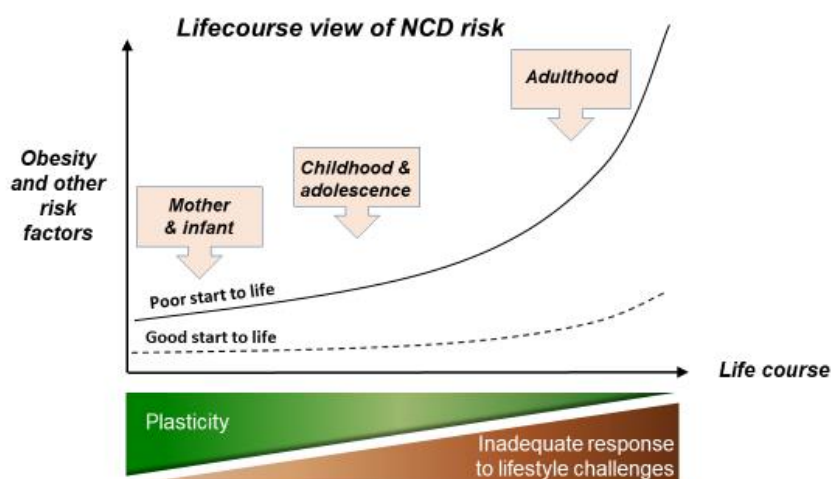 Lifecourse view of NCD risk
Adulthood
Obesity
and other
risk
factors
Childhood &
adolescence
Mother
& infant
Poor start to life
Good start to life
Life course
Plasticity
Inadequate response
to lifestyle challenges